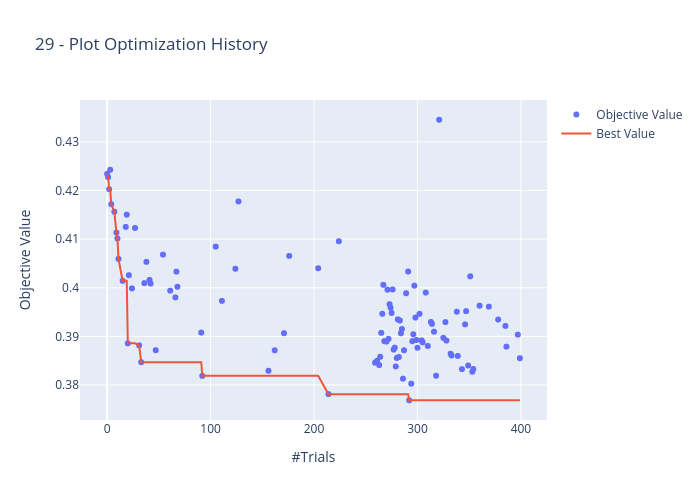 29 - Plot Optimization History
Objective Value
Best Value
0.43
0.42
0.41
0.4
0.39
0.38
Objective Value
0
100
200
300
400
#Trials